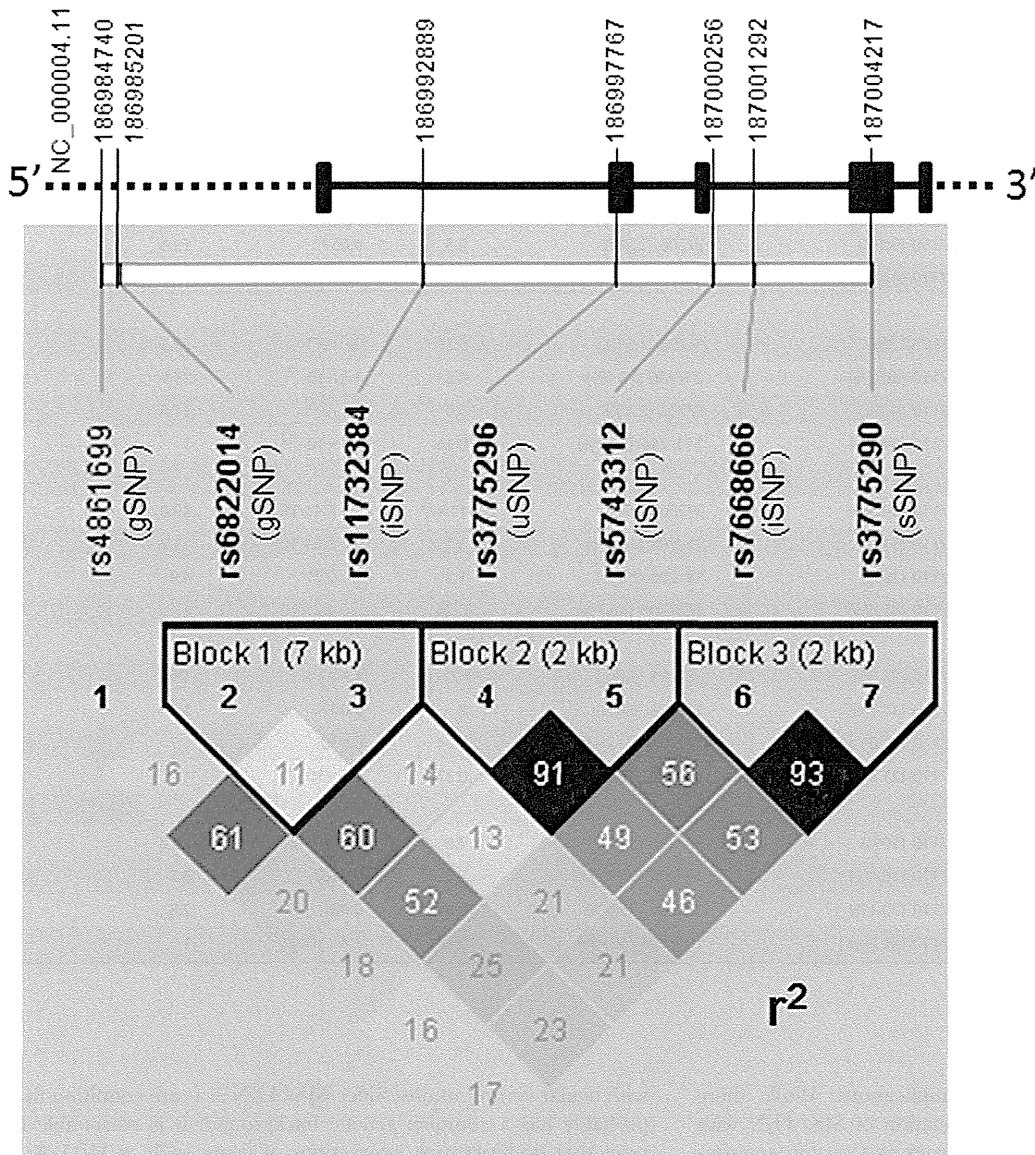 NC_000004.11
186984740
186985201
186992889
186997767
187000256
187001292
187004217
5’
3’
rs4861699
(gSNP)
rs6822014
(gSNP)
rs11732384
(iSNP)
rs3775296
(uSNP)
rs5743312
(iSNP)
rs7668666
(iSNP)
rs3775290
(sSNP)
Block 1 (7 kb)
Block 2 (2 kb)
Block 3 (2 kb)
1 2 3 4 5 6 7
16 11 14 91 56 93
61 60 13 49 53
20 52 21 46
18 25 21
16 23
17
r²